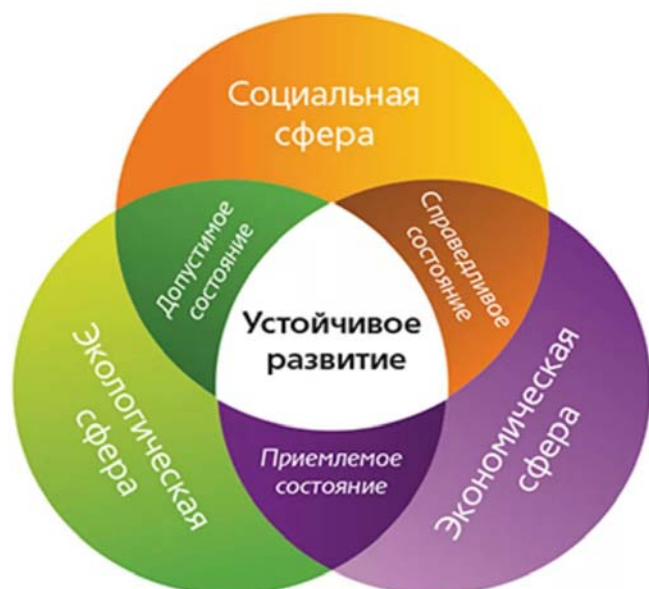 Социальная
сфера
Допустимое
состояние
Справедливое
состояние
Устойчивое
развитие
Экологическая
сфера
Приемлемое
состояние
Экономическая
сфера